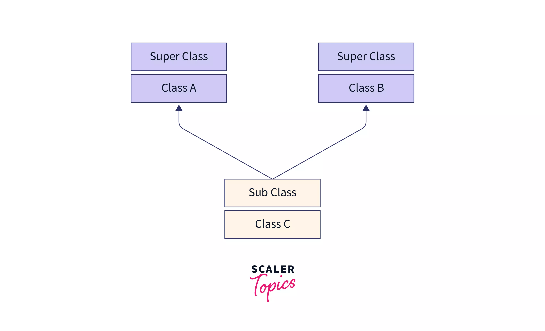 Super Class
Class A
Super Class
Class B
Sub Class
Class C
SCALER
Topics